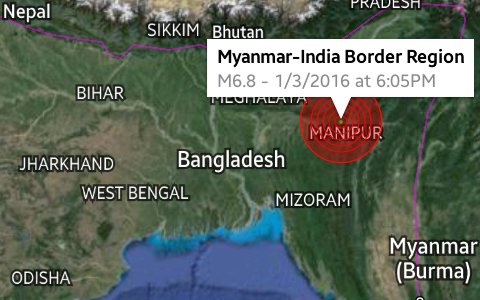 Nepal
PRADESH
SIKKIM
Bhutan
Myanmar-India Border Region
M6.8 - 1/3/2016 at 6:05PM
BIHAR
MEGHALAYA
MANIPUR
JHARKHAND
Bangladesh
WEST BENGAL
MIZORAM
Myanmar
(Burma)
ODISHA